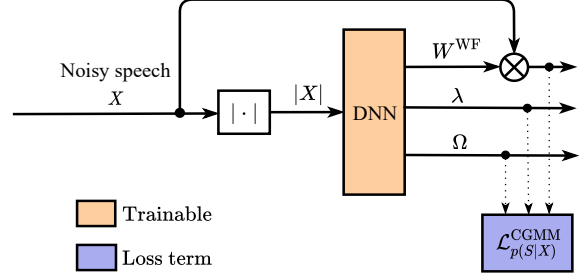 Noisy speech
X
| · |
|X|
DNN
W^WF
λ
Ω
Trainable
Loss term
ℒ^CGMM_p(S|X)